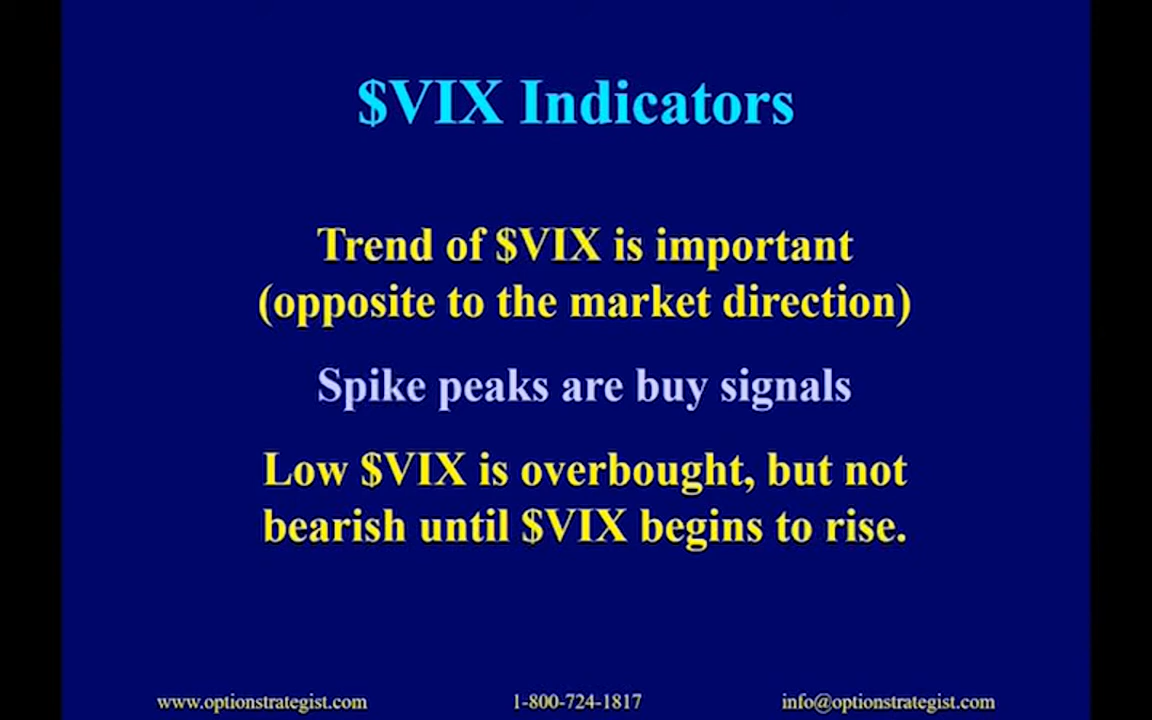 $VIX Indicators
Trend of $VIX is important
(opposite to the market direction)
Spike peaks are buy signals
Low $VIX is overbought, but not
bearish until $VIX begins to rise.
www.optionstrategist.com 1-800-724-1817 info@optionstrategist.com